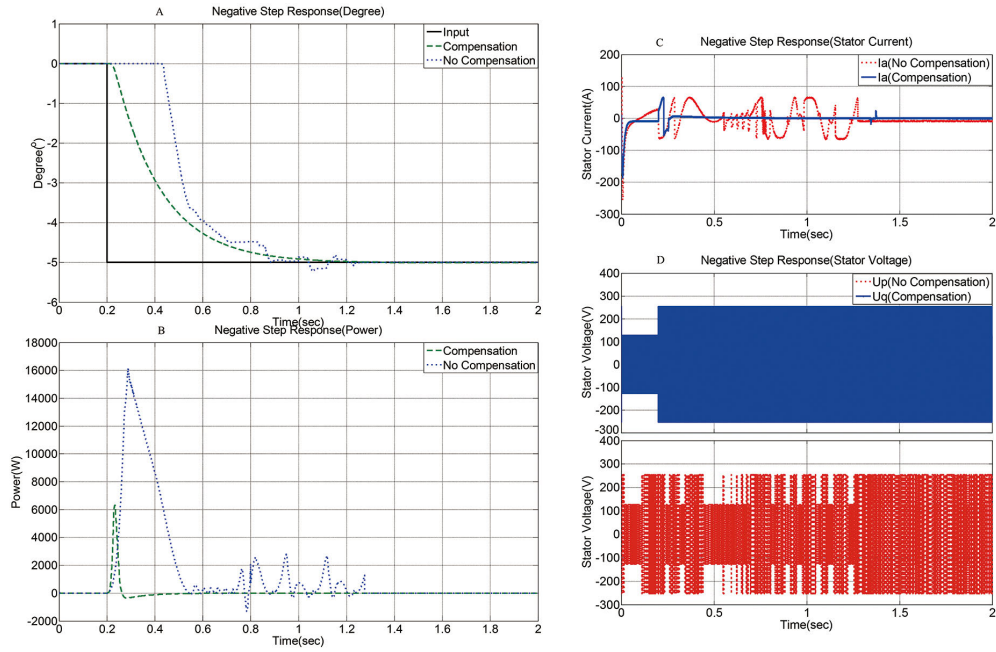 A Negative Step Response(Degree)
Input
Compensation
No Compensation
1
0
-1
-2
-3
-4
-5
-6
Degree(°)
0 0.2 0.4 0.6 0.8 1 1.2 1.4 1.6 1.8 2
Time(sec)
B Negative Step Response(Power)
Compensation
No Compensation
18000
16000
14000
12000
10000
8000
6000
4000
2000
0
-2000
Power(W)
0 0.2 0.4 0.6 0.8 1 1.2 1.4 1.6 1.8 2
Time(sec)
C Negative Step Response(Stator Current)
Ia(No Compensation)
Ia(Compensation)
200
100
0
-100
-200
-300
Stator Current(A)
0 0.5 1 1.5 2
Time(sec)
D Negative Step Response(Stator Voltage)
Up(No Compensation)
Uq(Compensation)
400
300
200
100
0
-100
-200
-300
Stator Voltage(V)
400
300
200
100
0
-100
-200
-300
Stator Voltage(V)
0 0.5 1 1.5 2
Time(sec)